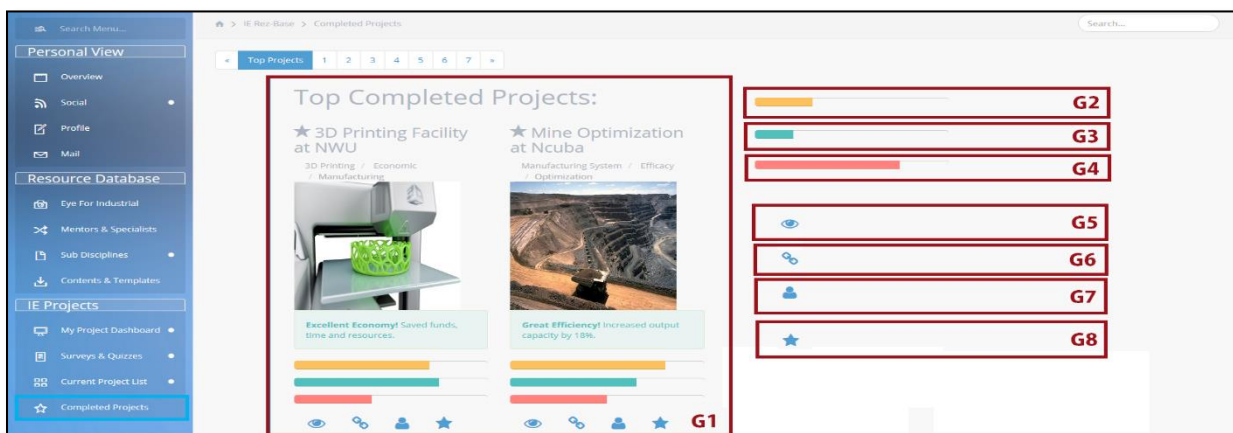 Search Menu...
Personal View
Overview
Social
Profile
Mail
Resource Database
Eye For Industrial
Mentors & Specialists
Sub Disciplines
Contents & Templates
IE Projects
My Project Dashboard
Surveys & Quizzes
Current Project List
Completed Projects
> IE Rez-Base > Completed Projects
Search...
« Top Projects 1 2 3 4 5 6 7 »
Top Completed Projects:
3D Printing Facility
at NWU
3D Printing / Economic
/ Manufacturing
Excellent Economy! Saved funds,
time and resources.
Mine Optimization
at Ncuba
Manufacturing System / Efficacy
/ Optimization
Great Efficiency! Increased output
capacity by 18%.
G1
G2
G3
G4
G5
G6
G7
G8